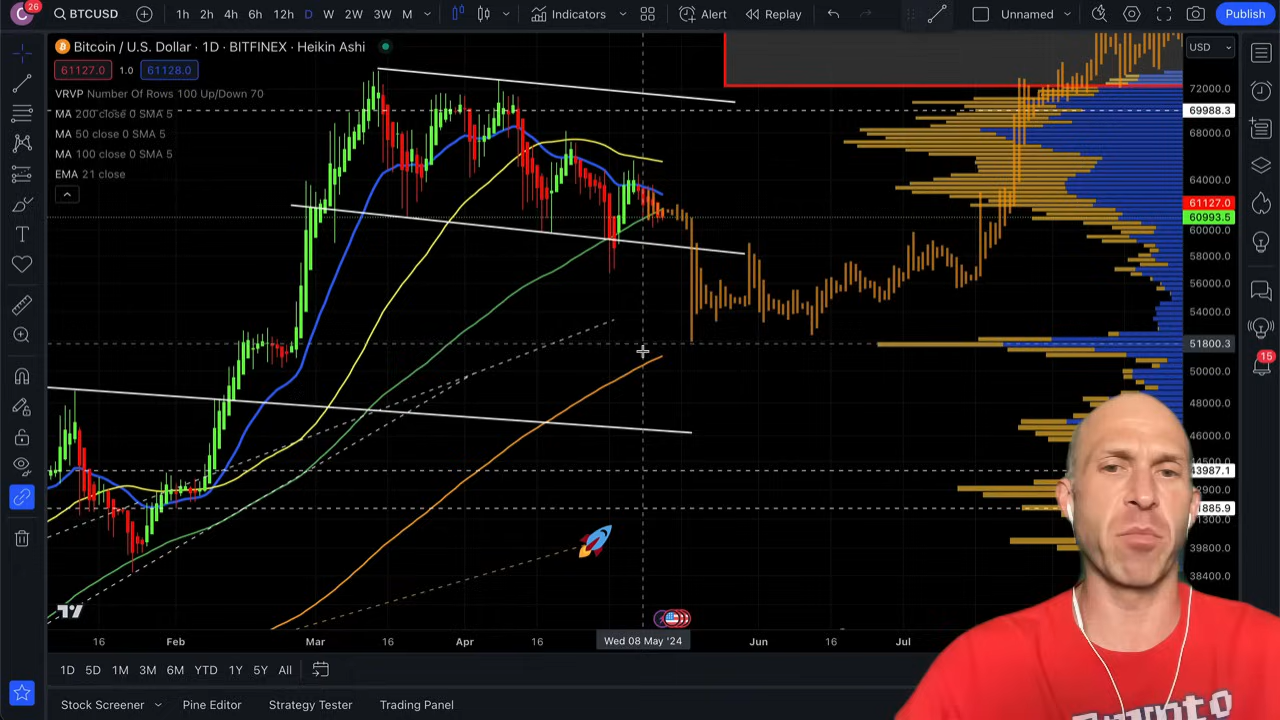 C 26
BTCUSD 1h 2h 4h 6h 12h D W 2W 3W M Indicators Alert Replay Unnamed Publish
Bitcoin / U.S. Dollar · 1D · BITFINEX · Heikin Ashi
61127.0 1.0 61128.0
VRVP Number Of Rows 100 Up/Down 70
MA 200 close 0 SMA 5
MA 50 close 0 SMA 5
MA 100 close 0 SMA 5
EMA 21 close
USD
72000.0
69988.3
68000.0
64000.0
61127.0
60993.5
60000.0
58000.0
56000.0
54000.0
51800.3
50000.0
48000.0
46000.0
39800.0
38400.0
15
16 Feb Mar 16 Apr 16 Wed 08 May '24 Jun 16 Jul
1D 5D 1M 3M 6M YTD 1Y 5Y All
Stock Screener Pine Editor Strategy Tester Trading Panel